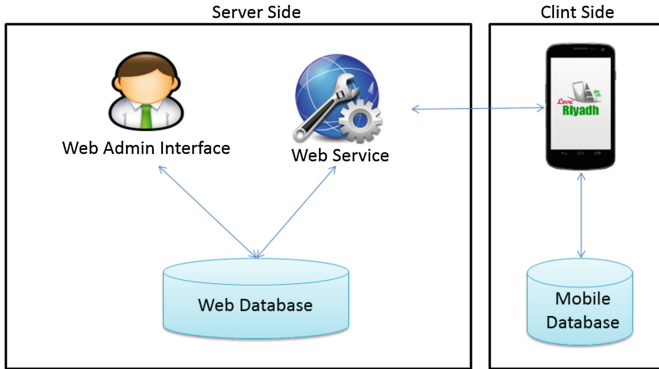 Server Side
Clint Side
Web Admin Interface
Web Service
Love
Riyadh
Web Database
Mobile
Database